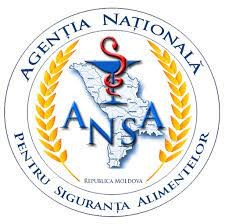 AGENȚIA NAȚIONALĂ
ANSA
REPUBLICA MOLDOVA
PENTRU SIGURANȚA ALIMENTELOR